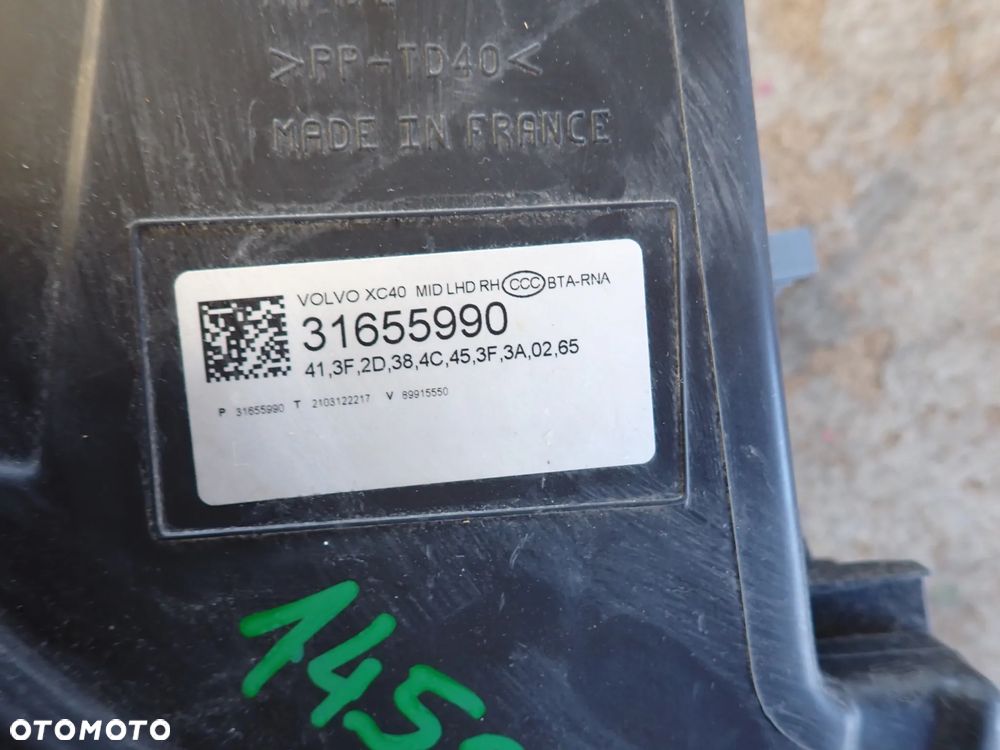 >PP-TD40<
MADE IN FRANCE
VOLVO XC40 MID LHD RH CCC BTA-RNA
31655990
41,3F,2D,38,4C,45,3F,3A,02,65
P 31655990 T 2103122217 V 89915550
145
OTOMOTO